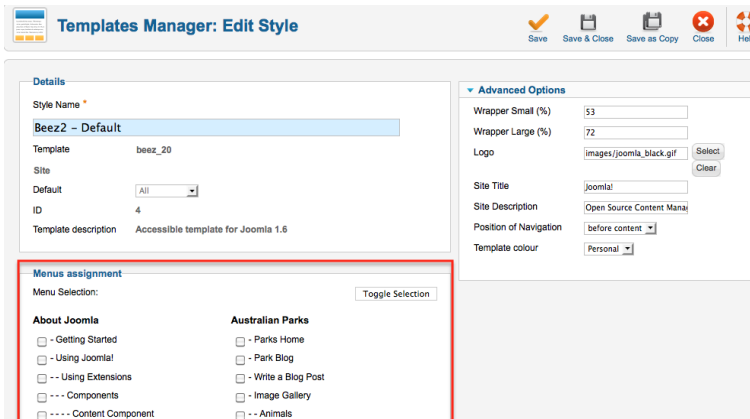 Templates Manager: Edit Style
Save
Save & Close
Save as Copy
Close
Details
Style Name *
Beez2 - Default
Template beez_20
Site
Default All
ID 4
Template description Accessible template for Joomla 1.6
Menus assignment
Menu Selection: Toggle Selection
About Joomla
- Getting Started
- Using Joomla!
- - Using Extensions
- - - Components
- - - - Content Component
Australian Parks
- Parks Home
- Park Blog
- Write a Blog Post
- Image Gallery
- - Animals
Advanced Options
Wrapper Small (%) 53
Wrapper Large (%) 72
Logo images/joomla_black.gif Select
Clear
Site Title Joomla!
Site Description Open Source Content Mana
Position of Navigation before content
Template colour Personal